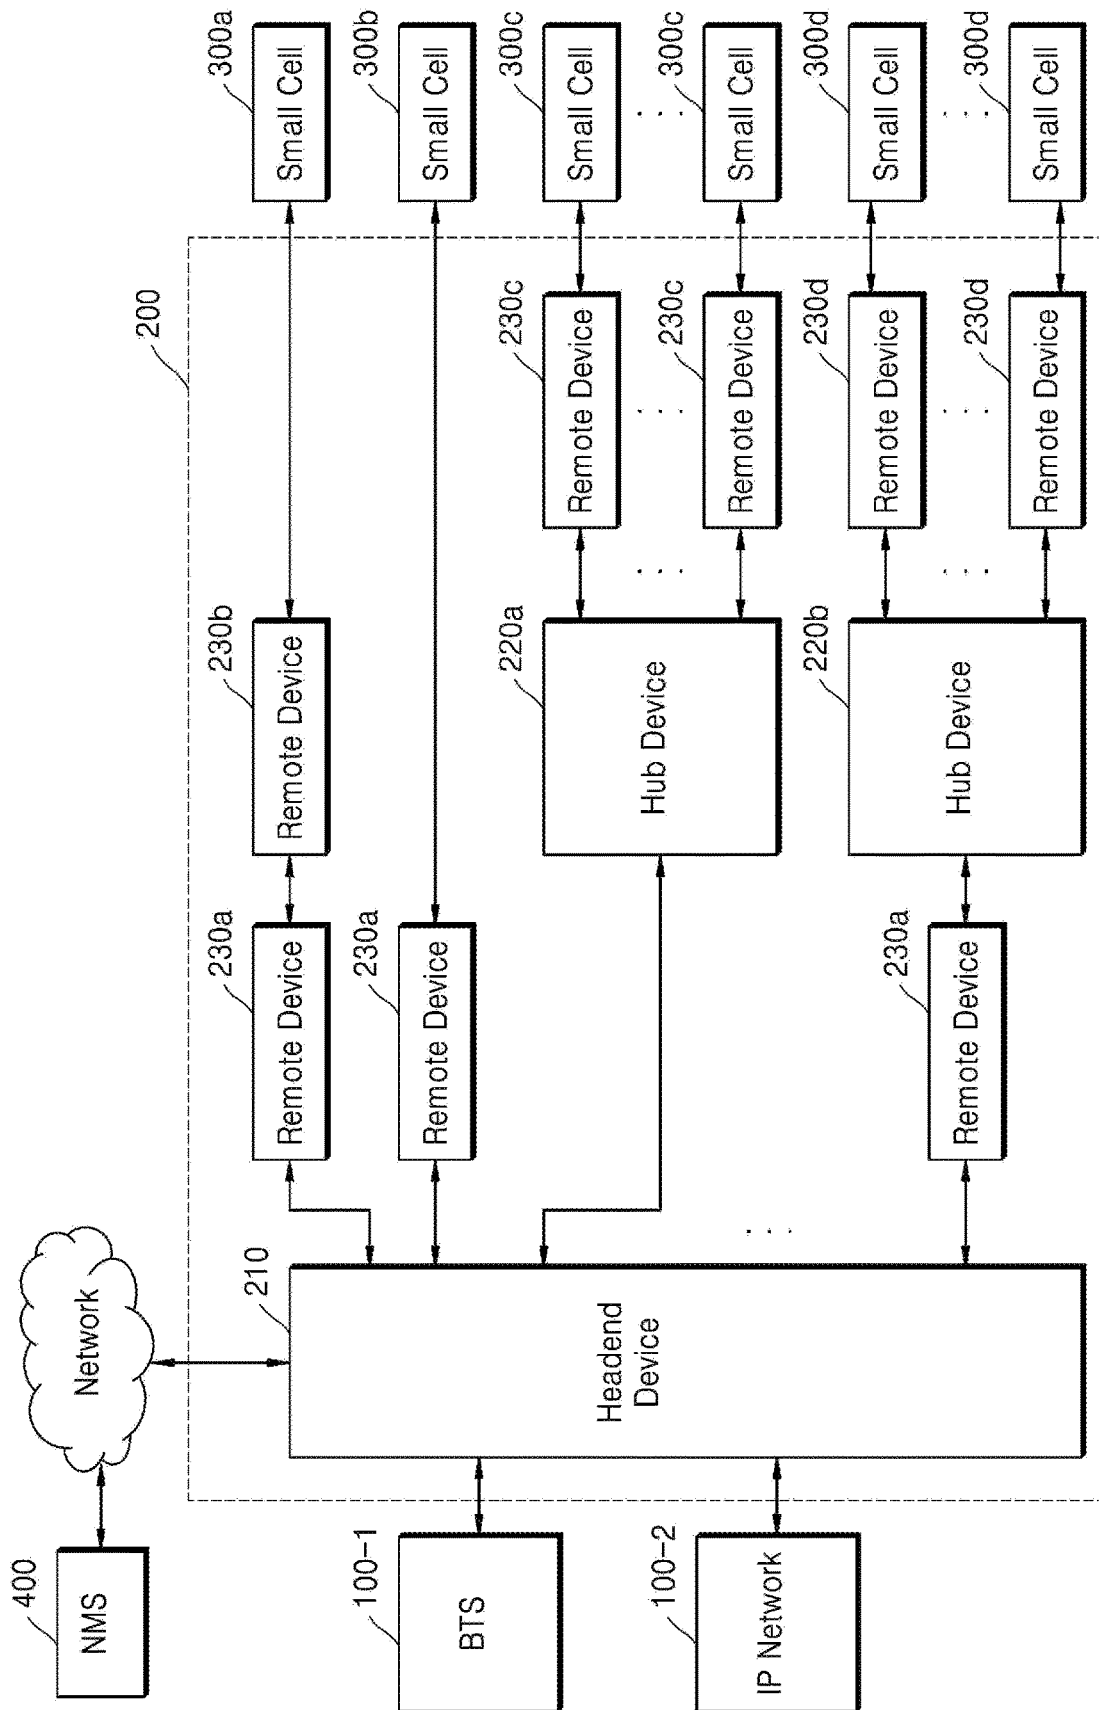 400
NMS
Network
200
100-1
BTS
100-2
IP Network
210
Headend
Device
230a
Remote Device
230b
Remote Device
300a
Small Cell
230a
Remote Device
300b
Small Cell
220a
Hub Device
230c
Remote Device
300c
Small Cell
. . .
. . .
. . .
230c
Remote Device
300c
Small Cell
. . .
230a
Remote Device
220b
Hub Device
230d
Remote Device
300d
Small Cell
. . .
. . .
. . .
230d
Remote Device
300d
Small Cell